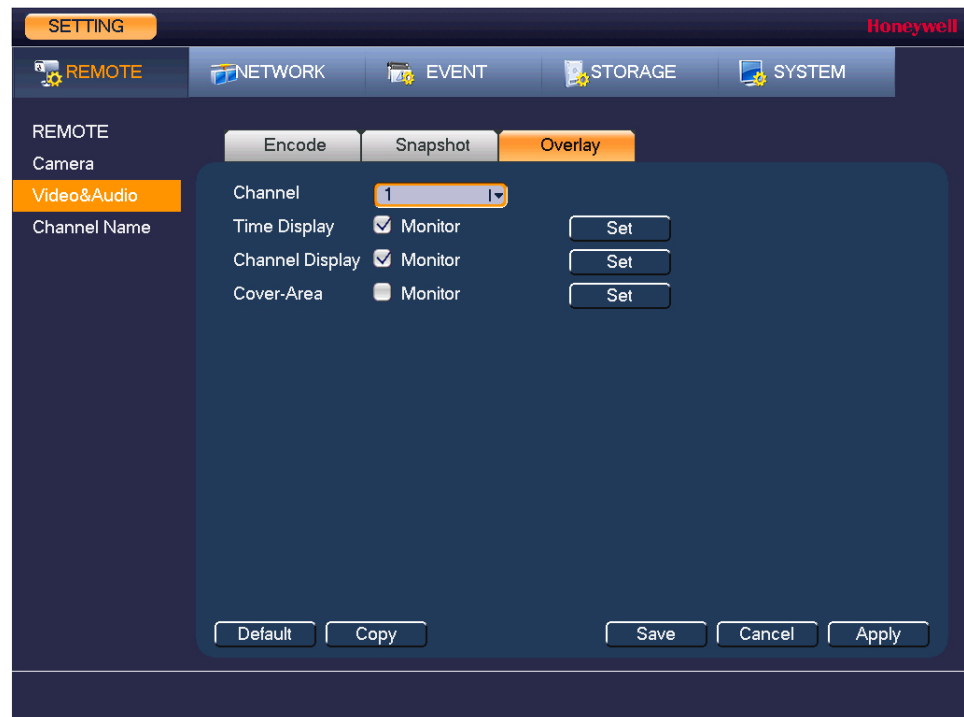 SETTING
Honeywell
REMOTE
NETWORK
EVENT
STORAGE
SYSTEM
REMOTE
Camera
Video&Audio
Channel Name
Encode
Snapshot
Overlay
Channel 1
Time Display Monitor Set
Channel Display Monitor Set
Cover-Area Monitor Set
Default Copy Save Cancel Apply